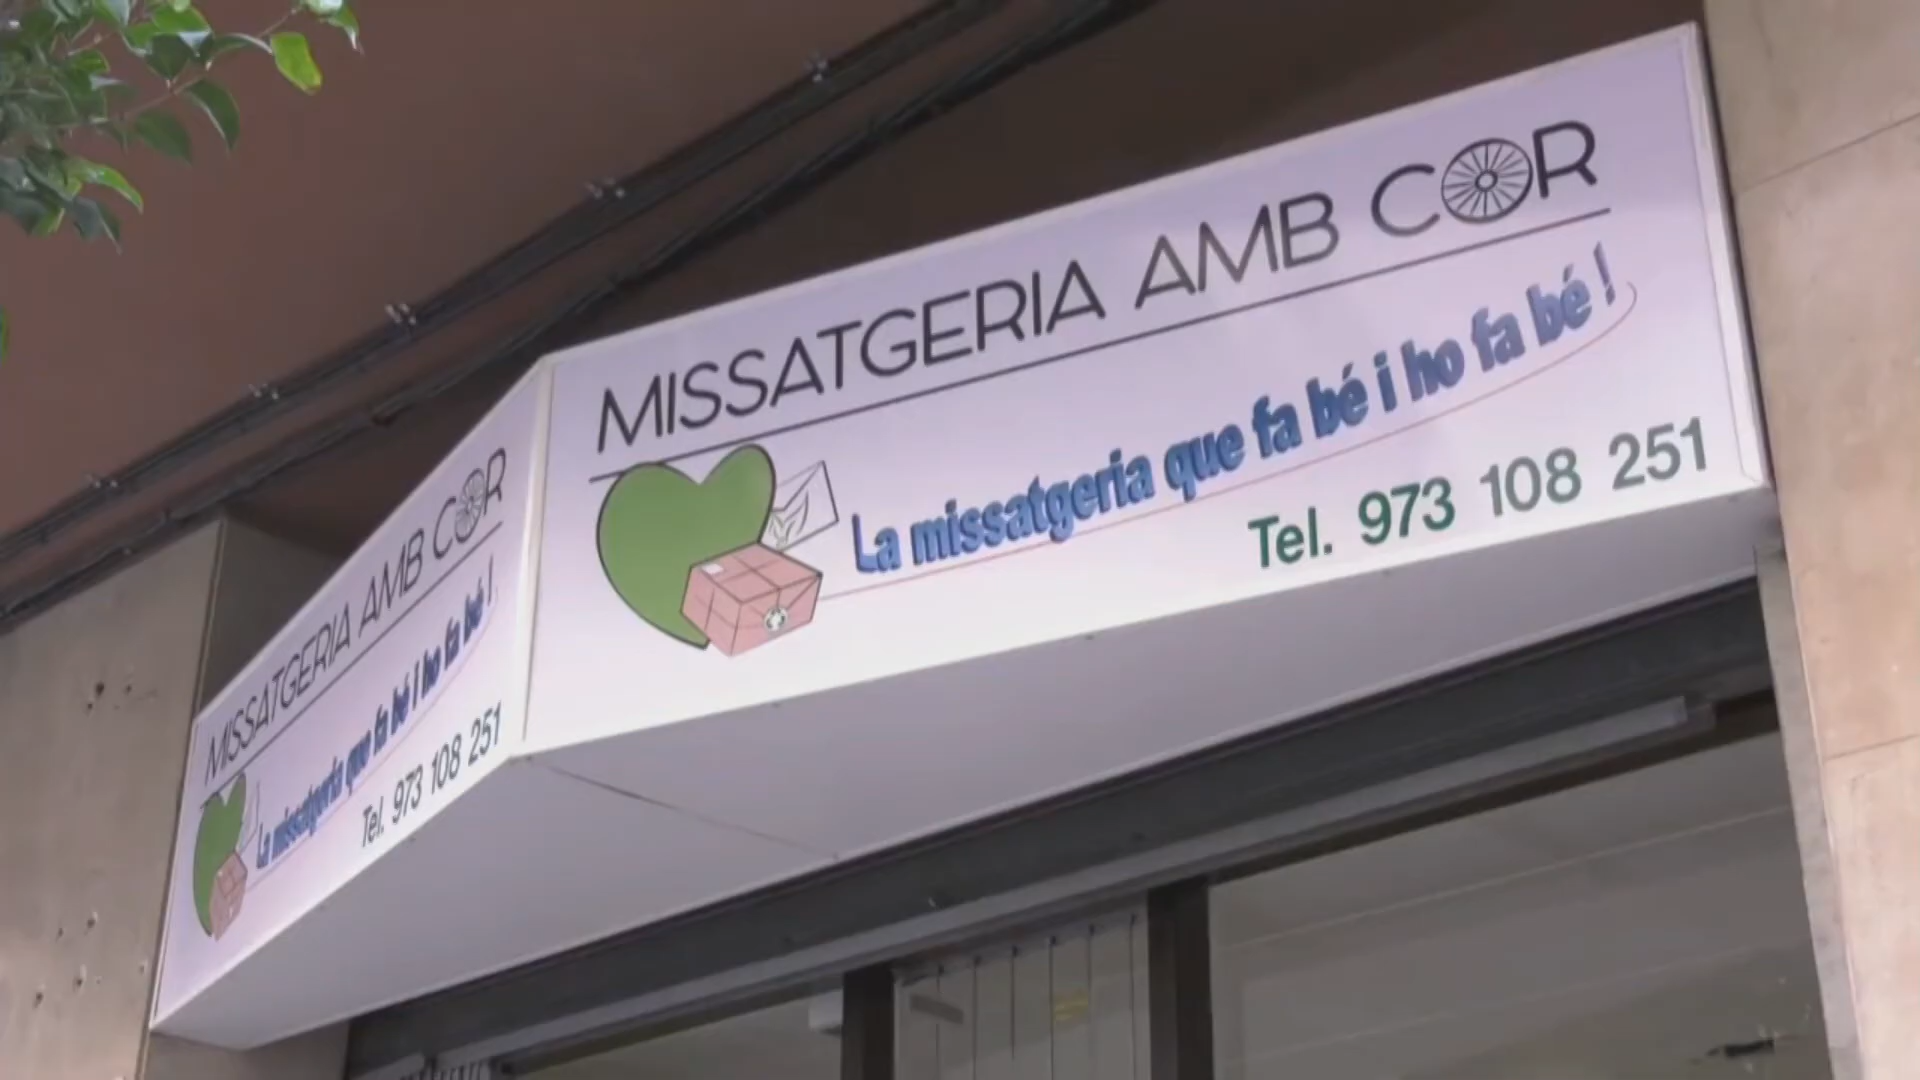 MISSATGERIA AMB COR
La missatgeria que fa bé i ho fa bé !
Tel. 973 108 251
MISSATGERIA AMB COR
La missatgeria que fa bé i ho fa bé !
Tel. 973 108 251